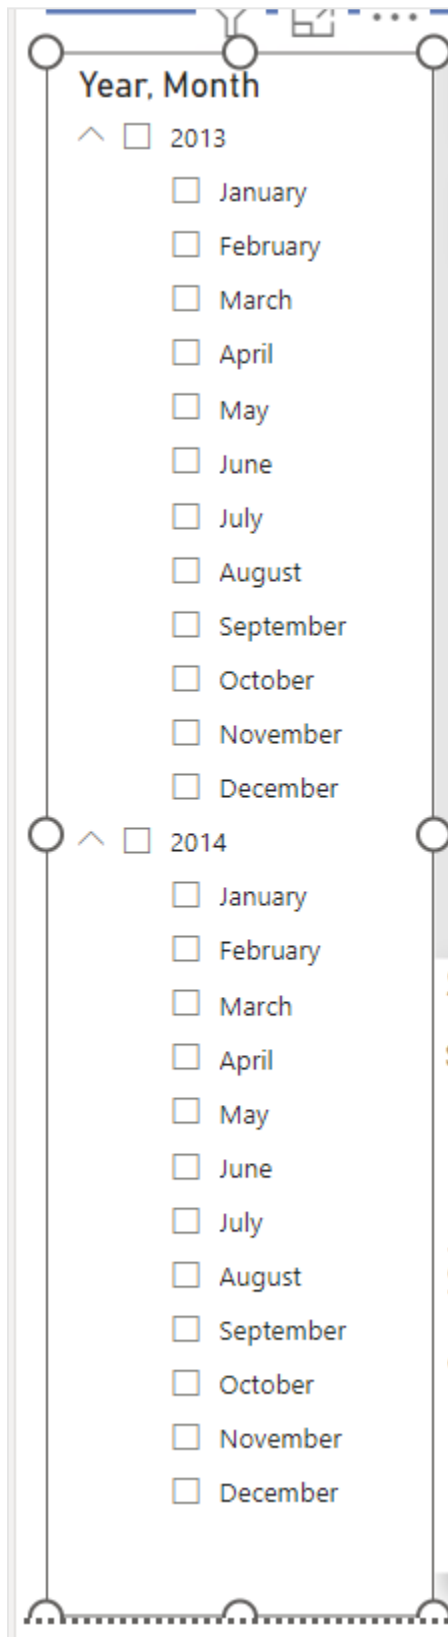 Year, Month
2013
January
February
March
April
May
June
July
August
September
October
November
December
2014
January
February
March
April
May
June
July
August
September
October
November
December